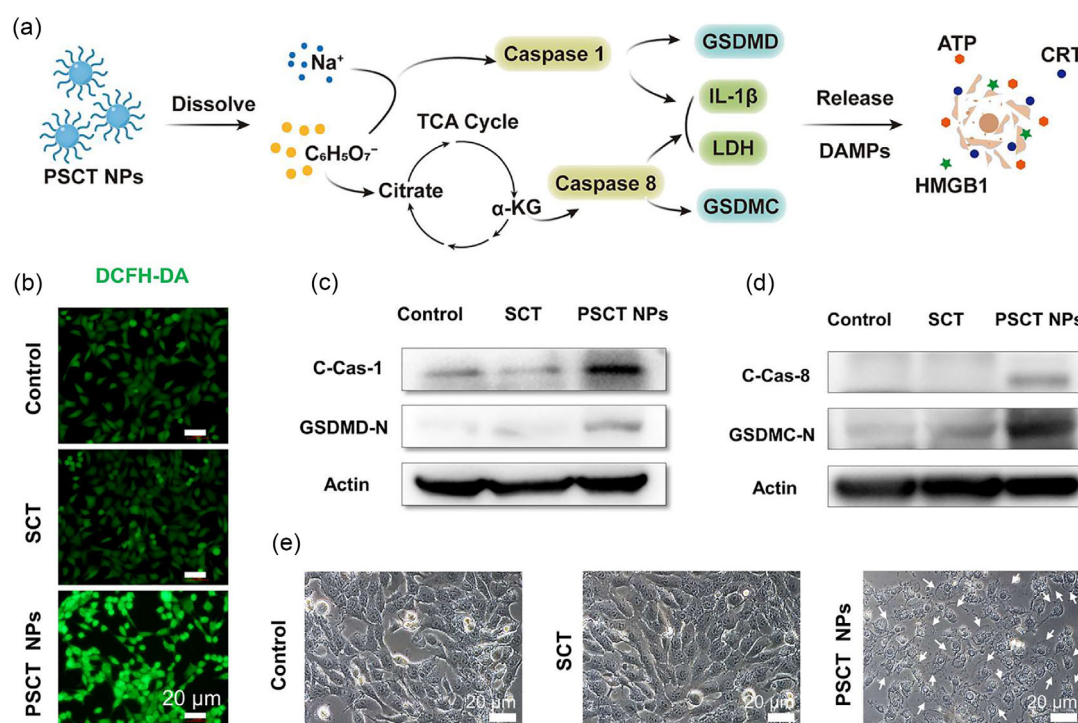 (a)
PSCT NPs
Dissolve
Na⁺
C₆H₅O₇⁻
Citrate
TCA Cycle
α-KG
Caspase 1
Caspase 8
GSDMD
IL-1β
LDH
GSDMC
Release
DAMPs
ATP
CRT
HMGB1
(b)
DCFH-DA
Control
SCT
PSCT NPs
20 µm
(c)
Control SCT PSCT NPs
C-Cas-1
GSDMD-N
Actin
(d)
Control SCT PSCT NPs
C-Cas-8
GSDMC-N
Actin
(e)
Control
20 µm
SCT
20 µm
PSCT NPs
20 µm